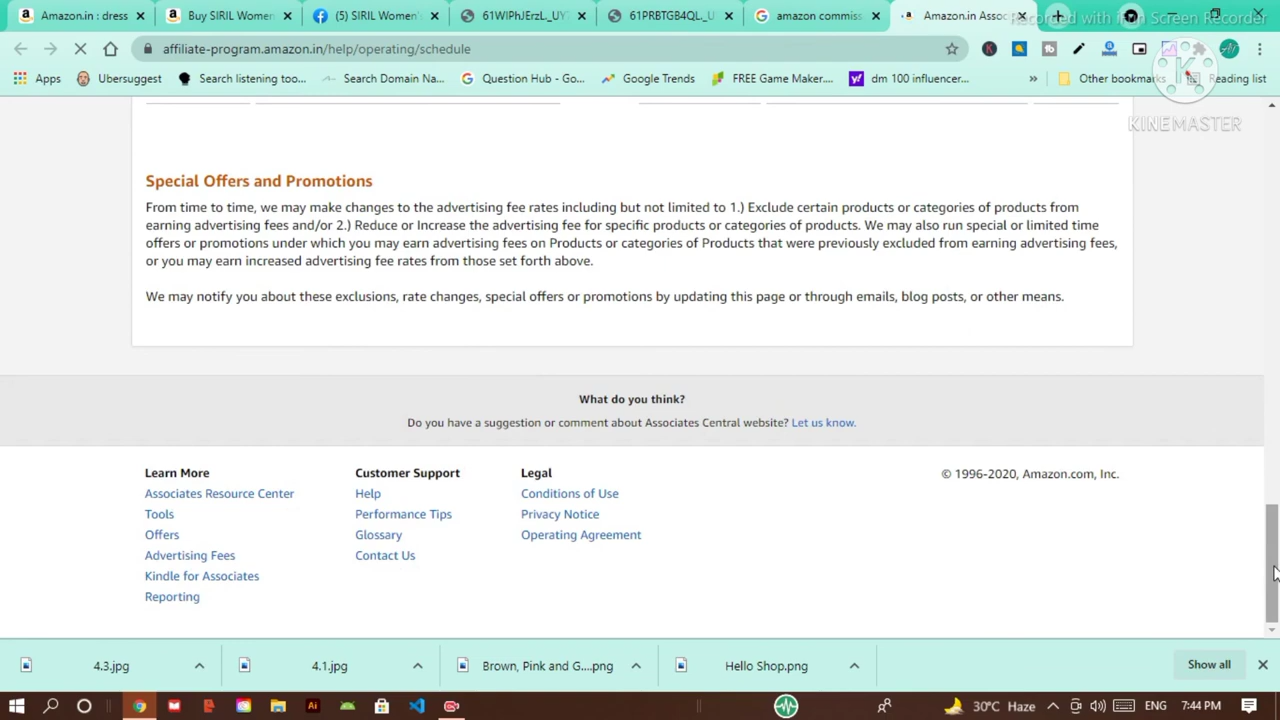 Amazon.in : dress
Buy SIRIL Women
(5) SIRIL Women'
61WIPhJErzL._UY
61PRBTGB4QL._U
amazon commiss
Amazon.in Assoc
Recorded with iFun Screen Recorder
affiliate-program.amazon.in/help/operating/schedule
Apps
Ubersuggest
Search listening too...
Search Domain Na...
Question Hub - Go...
Google Trends
FREE Game Maker....
dm 100 influencer...
»
Other bookmarks
Reading list
KINEMASTER
Special Offers and Promotions
From time to time, we may make changes to the advertising fee rates including but not limited to 1.) Exclude certain products or categories of products from
earning advertising fees and/or 2.) Reduce or Increase the advertising fee for specific products or categories of products. We may also run special or limited time
offers or promotions under which you may earn advertising fees on Products or categories of Products that were previously excluded from earning advertising fees,
or you may earn increased advertising fee rates from those set forth above.
We may notify you about these exclusions, rate changes, special offers or promotions by updating this page or through emails, blog posts, or other means.
What do you think?
Do you have a suggestion or comment about Associates Central website? Let us know.
Learn More
Associates Resource Center
Tools
Offers
Advertising Fees
Kindle for Associates
Reporting
Customer Support
Help
Performance Tips
Glossary
Contact Us
Legal
Conditions of Use
Privacy Notice
Operating Agreement
© 1996-2020, Amazon.com, Inc.
4.3.jpg
4.1.jpg
Brown, Pink and G....png
Hello Shop.png
Show all
30°C Haze
ENG
7:44 PM